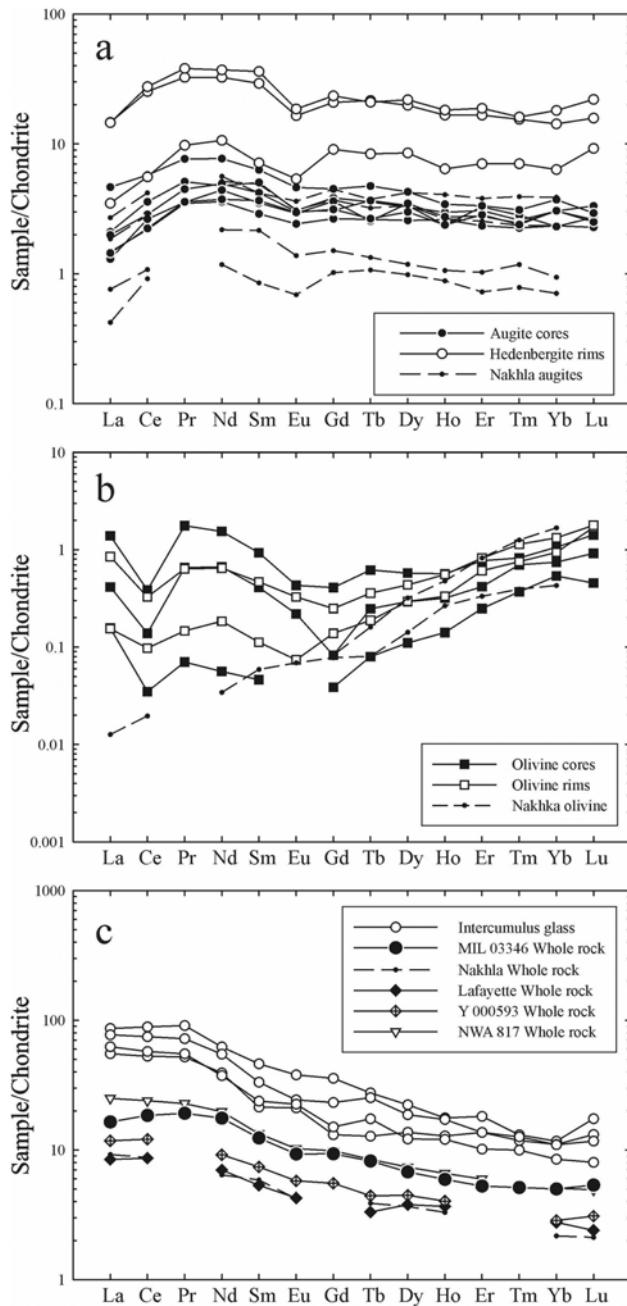 a
Sample/Chondrite
100
10
1
0.1
Augite cores
Hedenbergite rims
Nakhla augites
La Ce Pr Nd Sm Eu Gd Tb Dy Ho Er Tm Yb Lu
b
Sample/Chondrite
10
1
0.1
0.01
0.001
Olivine cores
Olivine rims
Nakhka olivine
La Ce Pr Nd Sm Eu Gd Tb Dy Ho Er Tm Yb Lu
c
Sample/Chondrite
1000
100
10
1
Intercumulus glass
MIL 03346 Whole rock
Nakhla Whole rock
Lafayette Whole rock
Y 000593 Whole rock
NWA 817 Whole rock
La Ce Pr Nd Sm Eu Gd Tb Dy Ho Er Tm Yb Lu